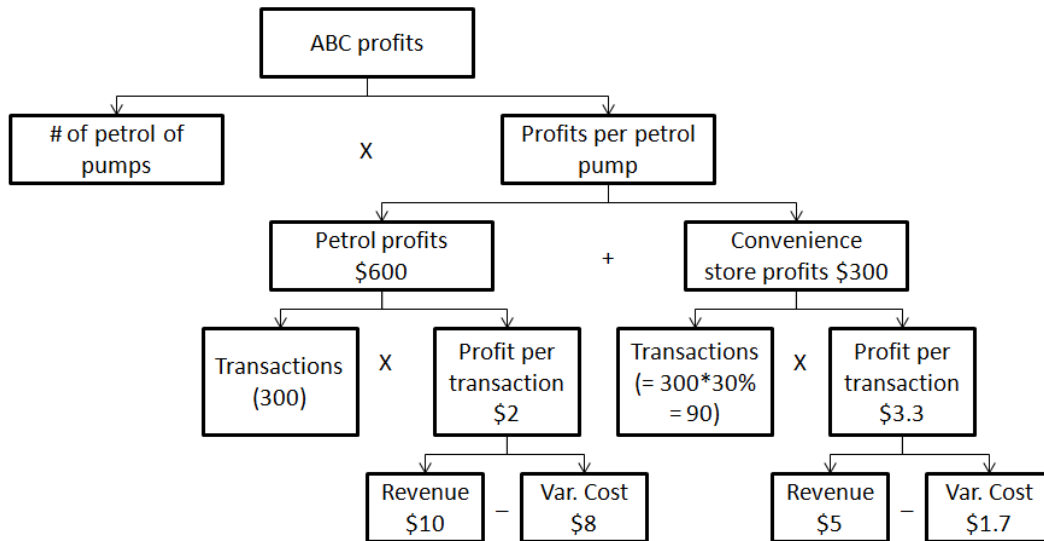 ABC profits
# of petrol of
pumps
X
Profits per petrol
pump
Petrol profits
$600
+
Convenience
store profits $300
Transactions
(300)
X
Profit per
transaction
$2
Transactions
(= 300*30%
= 90)
X
Profit per
transaction
$3.3
Revenue
$10
–
Var. Cost
$8
Revenue
$5
–
Var. Cost
$1.7